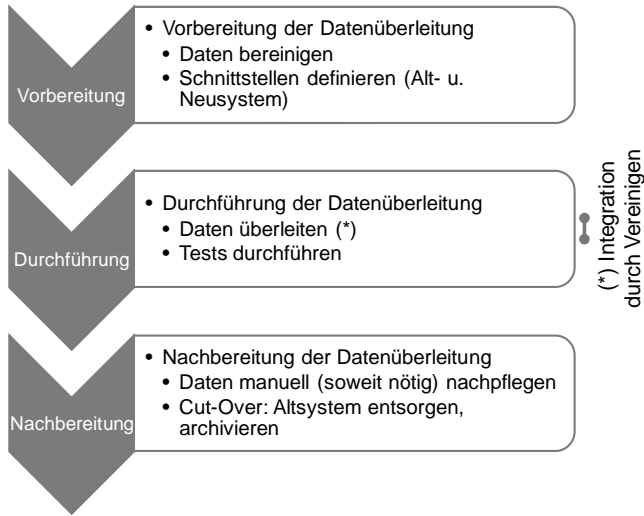 Vorbereitung
• Vorbereitung der Datenüberleitung
• Daten bereinigen
• Schnittstellen definieren (Alt- u.
Neusystem)
Durchführung
• Durchführung der Datenüberleitung
• Daten überleiten (*)
• Tests durchführen
(*) Integration
durch Vereinigen
Nachbereitung
• Nachbereitung der Datenüberleitung
• Daten manuell (soweit nötig) nachpflegen
• Cut-Over: Altsystem entsorgen,
archivieren